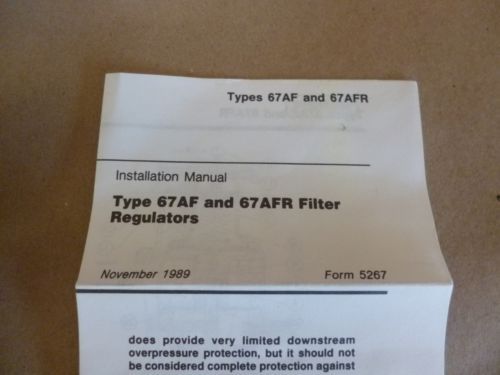 Types 67AF and 67AFR
Installation Manual
Type 67AF and 67AFR Filter
Regulators
November 1989
Form 5267
does provide very limited downstream
overpressure protection, but it should not
be considered complete protection against